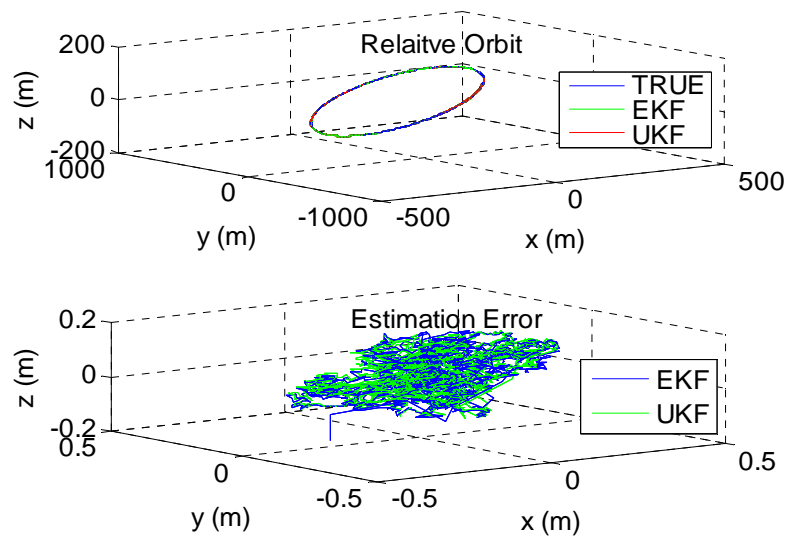 Relaitve Orbit
200
0
-200
z (m)
1000
0
-1000
y (m)
-500
0
500
x (m)
TRUE
EKF
UKF
Estimation Error
0.2
0
-0.2
z (m)
0.5
0
-0.5
y (m)
-0.5
0
0.5
x (m)
EKF
UKF